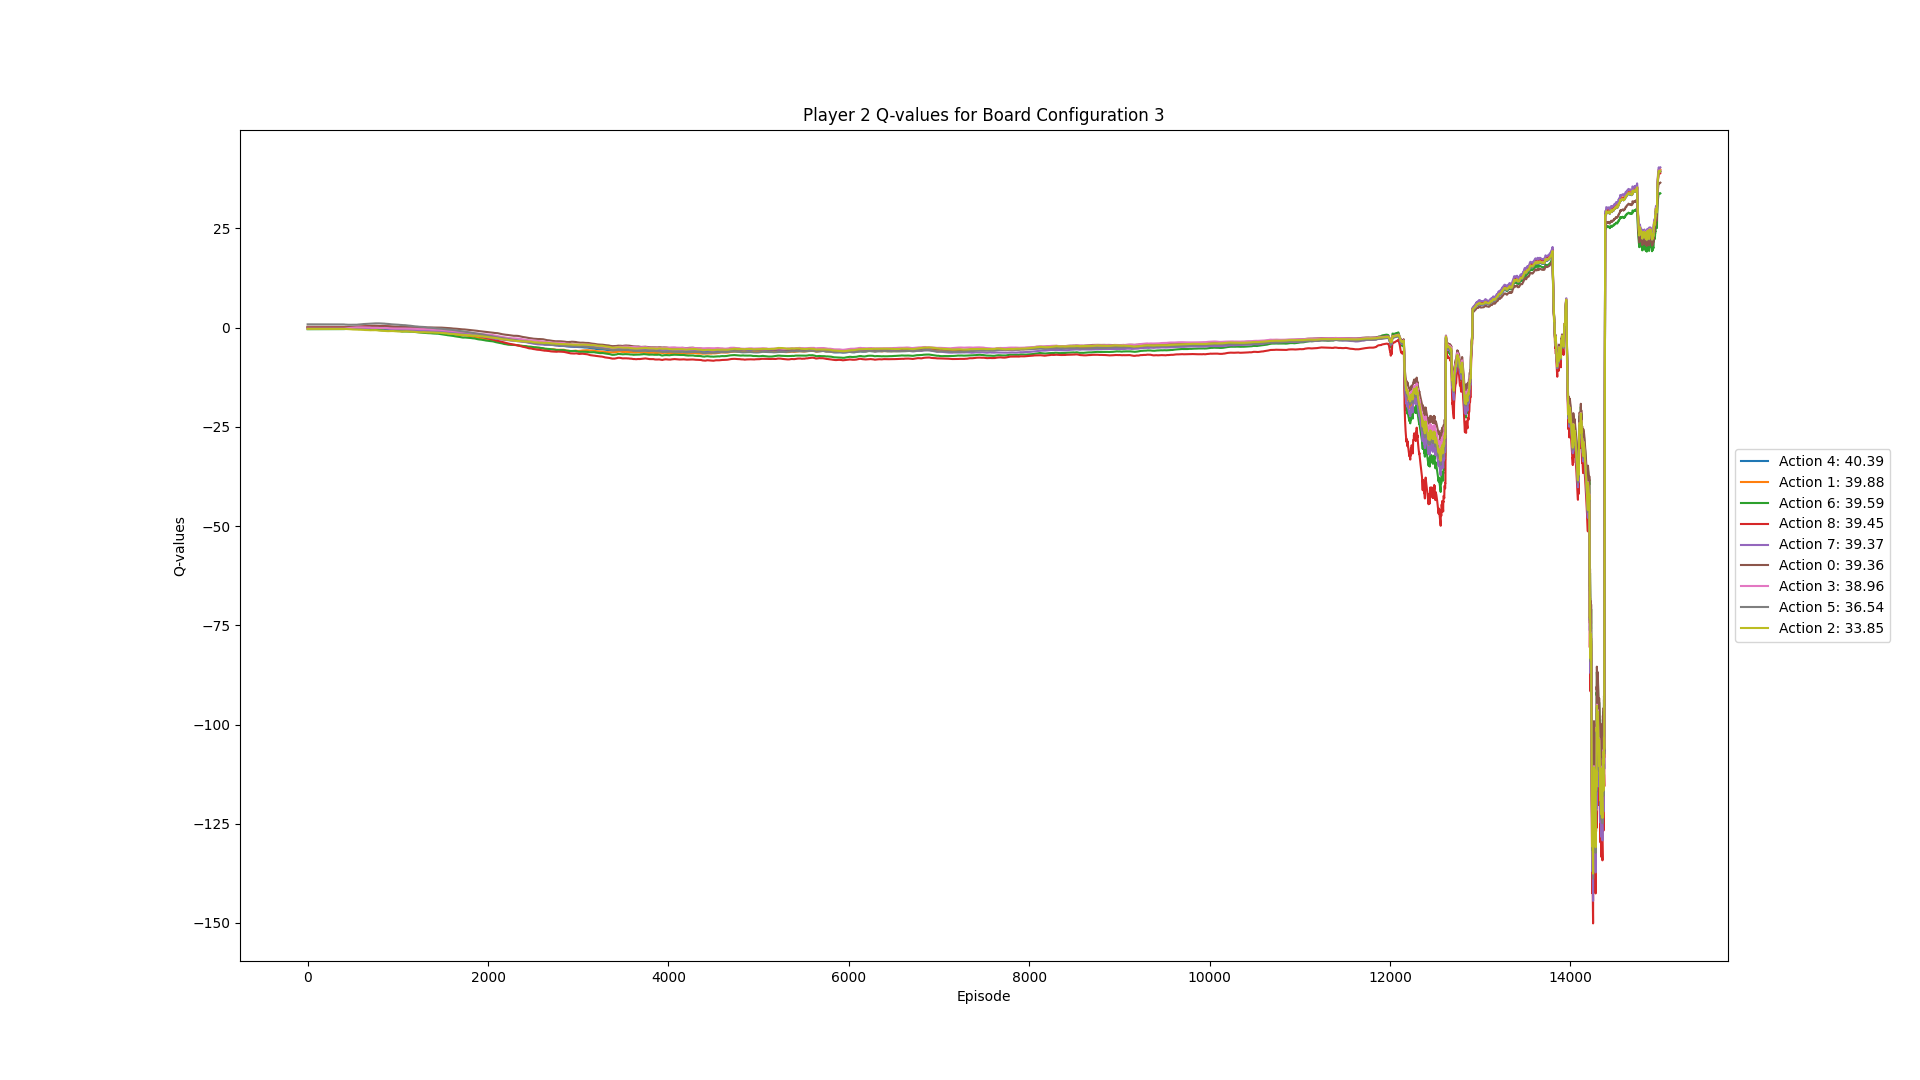 Player 2 Q-values for Board Configuration 3
Q-values
25
0
−25
−50
−75
−100
−125
−150
0 2000 4000 6000 8000 10000 12000 14000
Episode
Action 4: 40.39
Action 1: 39.88
Action 6: 39.59
Action 8: 39.45
Action 7: 39.37
Action 0: 39.36
Action 3: 38.96
Action 5: 36.54
Action 2: 33.85